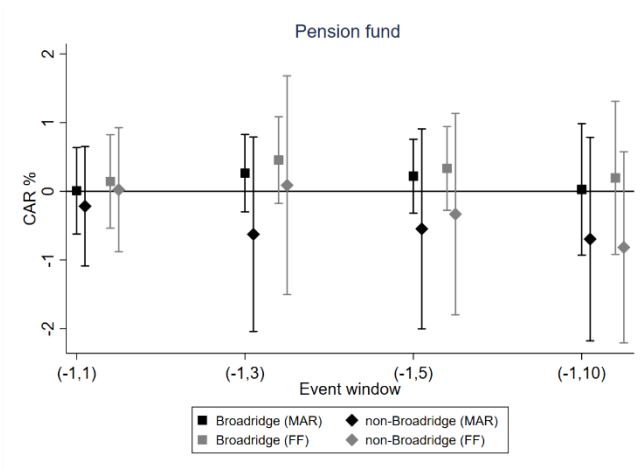 Pension fund
CAR %
2
1
0
-1
-2
(-1,1) (-1,3) (-1,5) (-1,10)
Event window
Broadridge (MAR) non-Broadridge (MAR)
Broadridge (FF) non-Broadridge (FF)